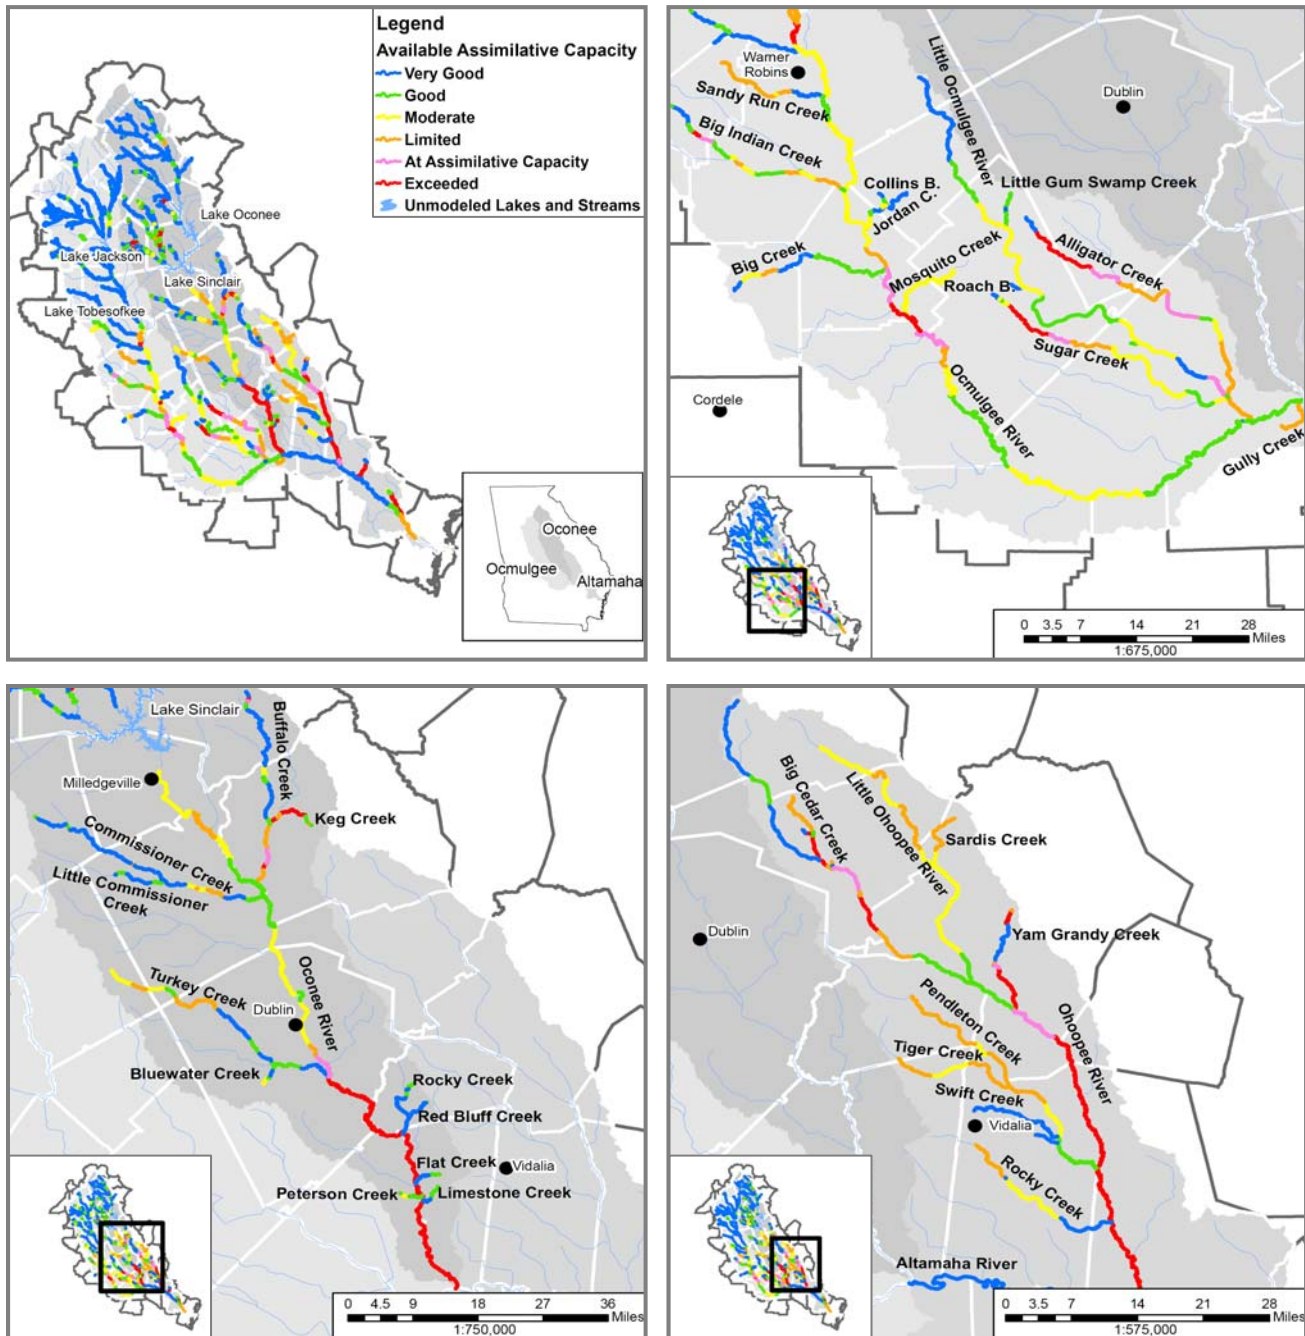 Legend
Available Assimilative Capacity
Very Good
Good
Moderate
Limited
At Assimilative Capacity
Exceeded
Unmodeled Lakes and Streams
Lake Oconee
Lake Jackson
Lake Sinclair
Lake Tobesofkee
Oconee
Ocmulgee
Altamaha
Warner
Robins
Little Ocmulgee River
Dublin
Sandy Run Creek
Big Indian Creek
Collins B.
Jordan C.
Little Gum Swamp Creek
Alligator Creek
Big Creek
Mosquito Creek
Roach B.
Sugar Creek
Ocmulgee River
Cordele
Gully Creek
0 3.5 7 14 21 28
Miles
1:675,000
Lake Sinclair
Buffalo Creek
Milledgeville
Keg Creek
Commissioner Creek
Little Commissioner
Creek
Turkey Creek
Oconee River
Dublin
Bluewater Creek
Rocky Creek
Red Bluff Creek
Flat Creek
Vidalia
Peterson Creek
Limestone Creek
0 4.5 9 18 27 36
Miles
1:750,000
Big Cedar Creek
Little Ohoopee River
Sardis Creek
Dublin
Yam Grandy Creek
Pendleton Creek
Ohoopee River
Tiger Creek
Swift Creek
Vidalia
Rocky Creek
Altamaha River
0 3.5 7 14 21 28
Miles
1:575,000